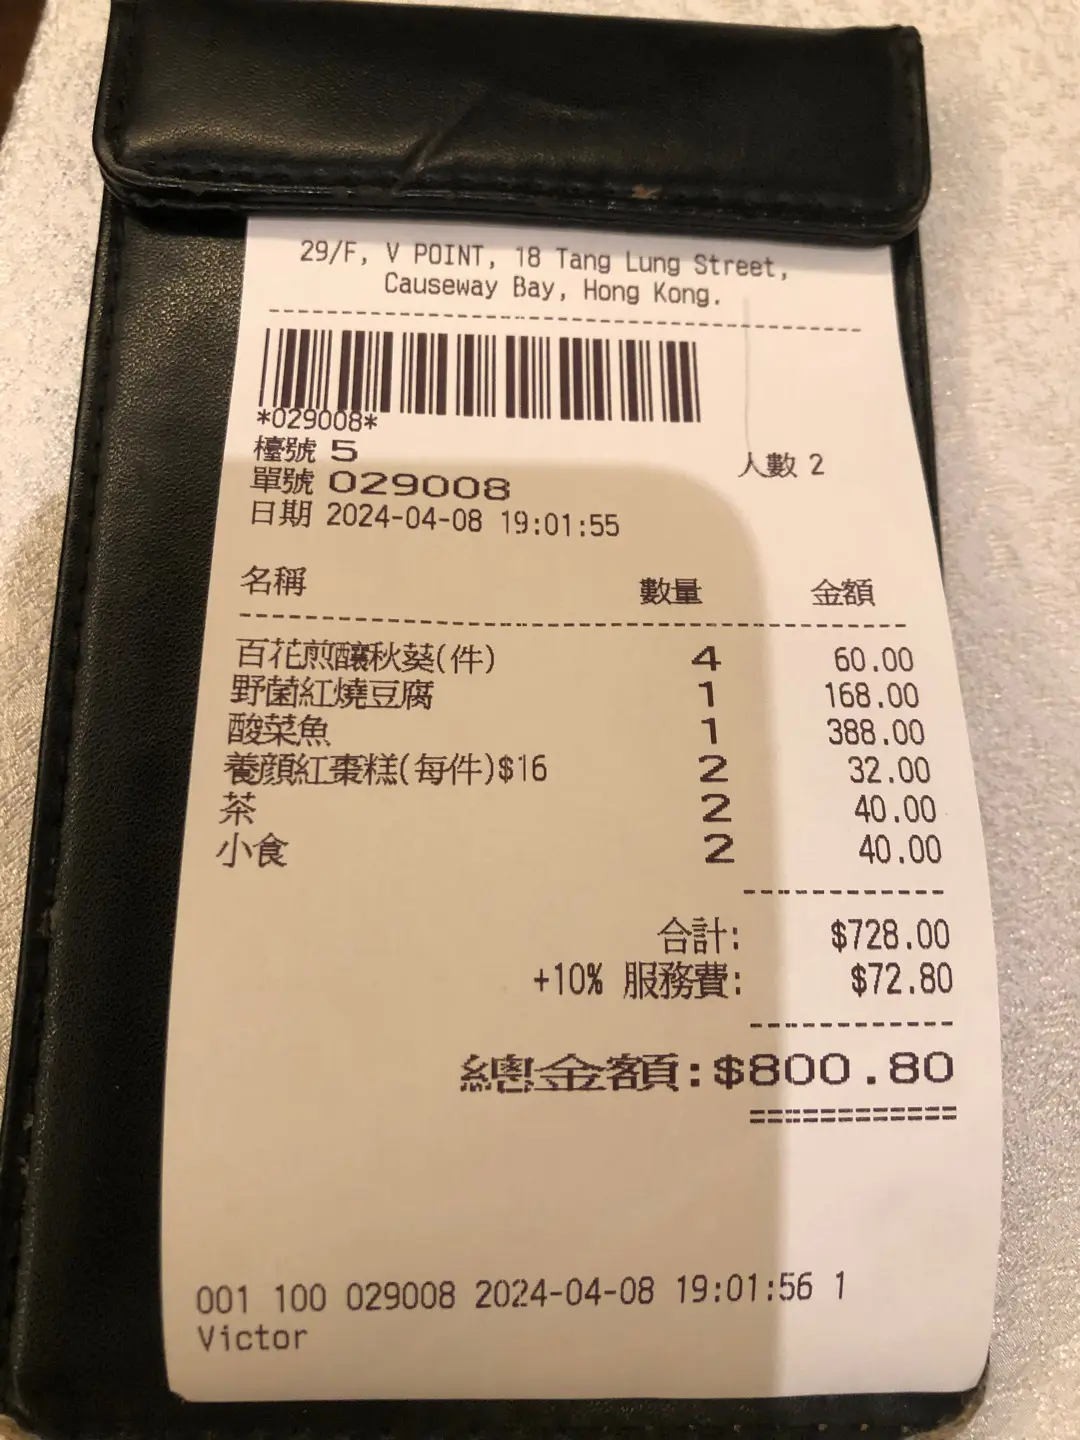 29/F, V POINT, 18 Tang Lung Street,
Causeway Bay, Hong Kong.
*029008*
檯號 5
人數 2
單號 029008
日期 2024-04-08 19:01:55
名稱 數量 金額
百花煎釀秋葵(件) 4 60.00
野菌紅燒豆腐 1 168.00
酸菜魚 1 388.00
養顏紅棗糕(每件)$16 2 32.00
茶 2 40.00
小食 2 40.00
合計: $728.00
+10% 服務費: $72.80
總金額:$800.80
001 100 029008 2024-04-08 19:01:56 1
Victor